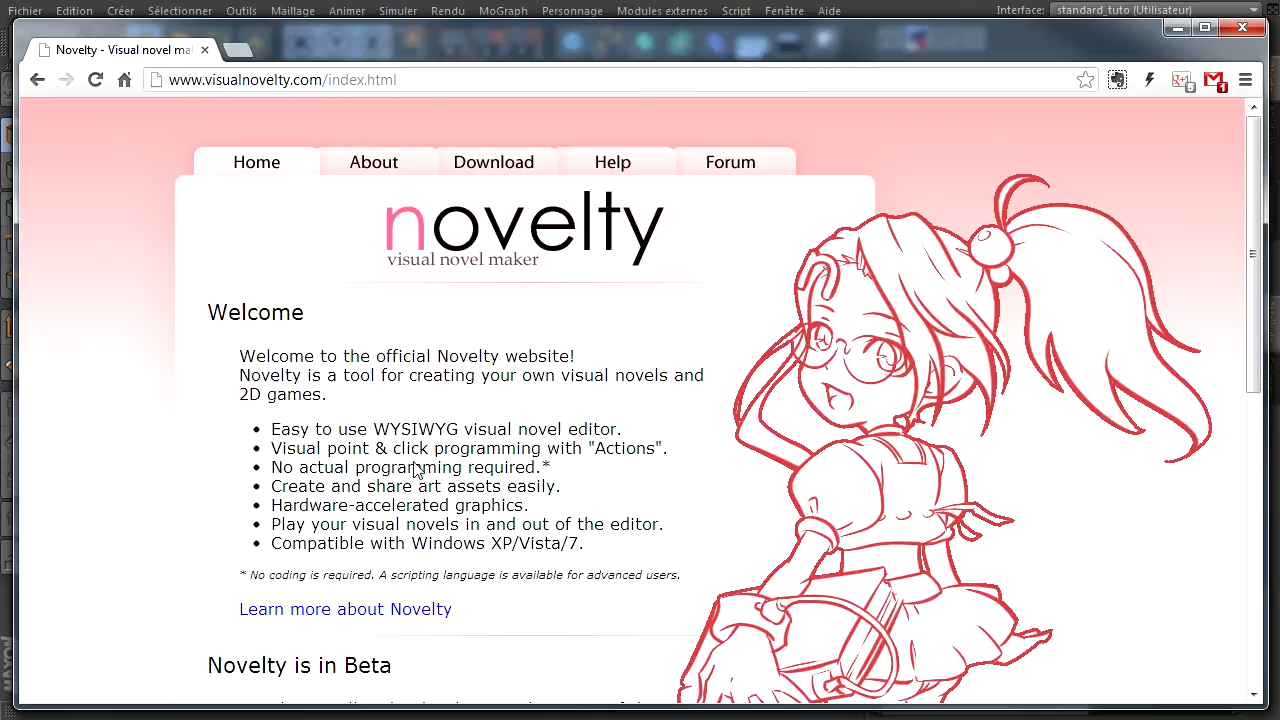 Fichier Edition Créer Sélectionner Outils Maillage Animer Simuler Rendu MoGraph Personnage Modules externes Script Fenêtre Aide Interface: standard_tuto (Utilisateur)
Novelty - Visual novel ma
www.visualnovelty.com/index.html
Home About Download Help Forum
novelty
visual novel maker
Welcome
Welcome to the official Novelty website!
Novelty is a tool for creating your own visual novels and
2D games.
Easy to use WYSIWYG visual novel editor.
Visual point & click programming with "Actions".
No actual programming required.*
Create and share art assets easily.
Hardware-accelerated graphics.
Play your visual novels in and out of the editor.
Compatible with Windows XP/Vista/7.
* No coding is required. A scripting language is available for advanced users.
Learn more about Novelty
Novelty is in Beta
MAXON